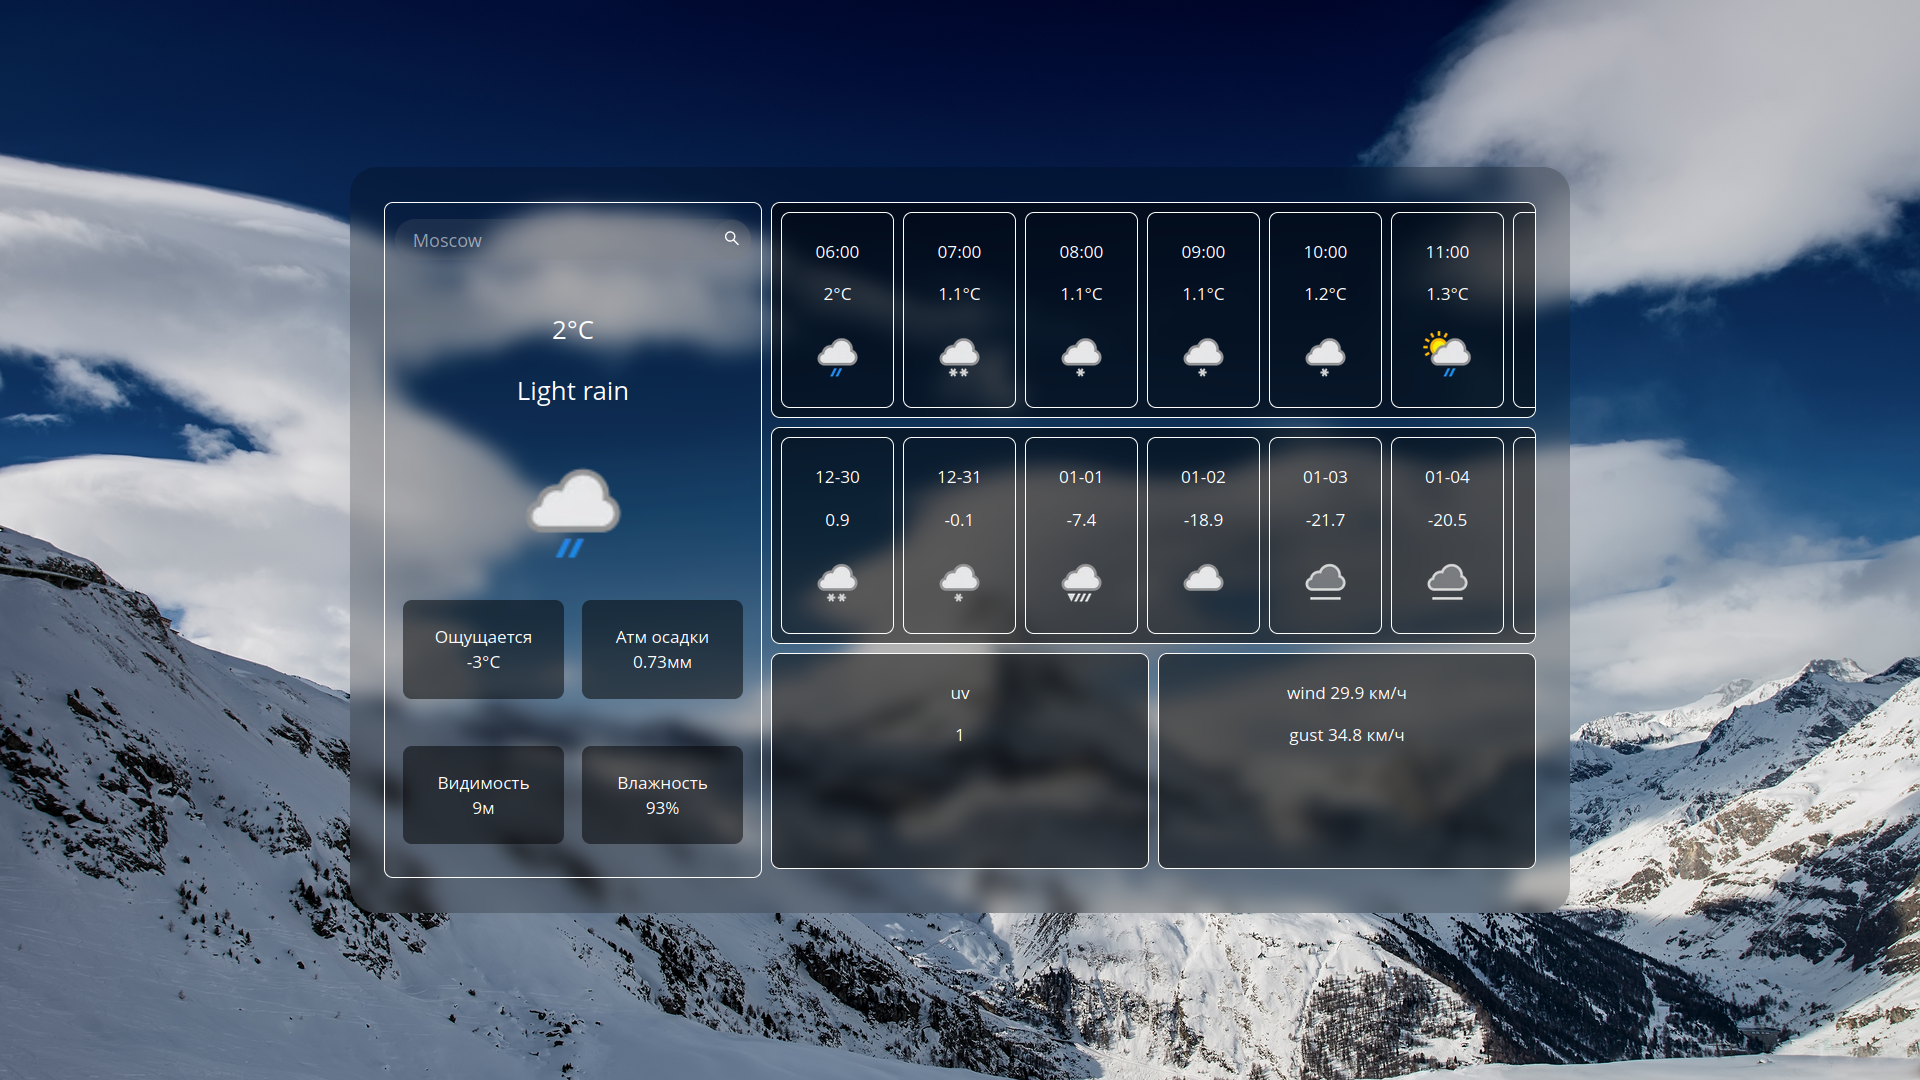 Moscow
2°C
Light rain
Ощущается
-3°C
Атм осадки
0.73мм
Видимость
9м
Влажность
93%
06:00
2°C
07:00
1.1°C
08:00
1.1°C
09:00
1.1°C
10:00
1.2°C
11:00
1.3°C
12-30
0.9
12-31
-0.1
01-01
-7.4
01-02
-18.9
01-03
-21.7
01-04
-20.5
uv
1
wind 29.9 км/ч
gust 34.8 км/ч